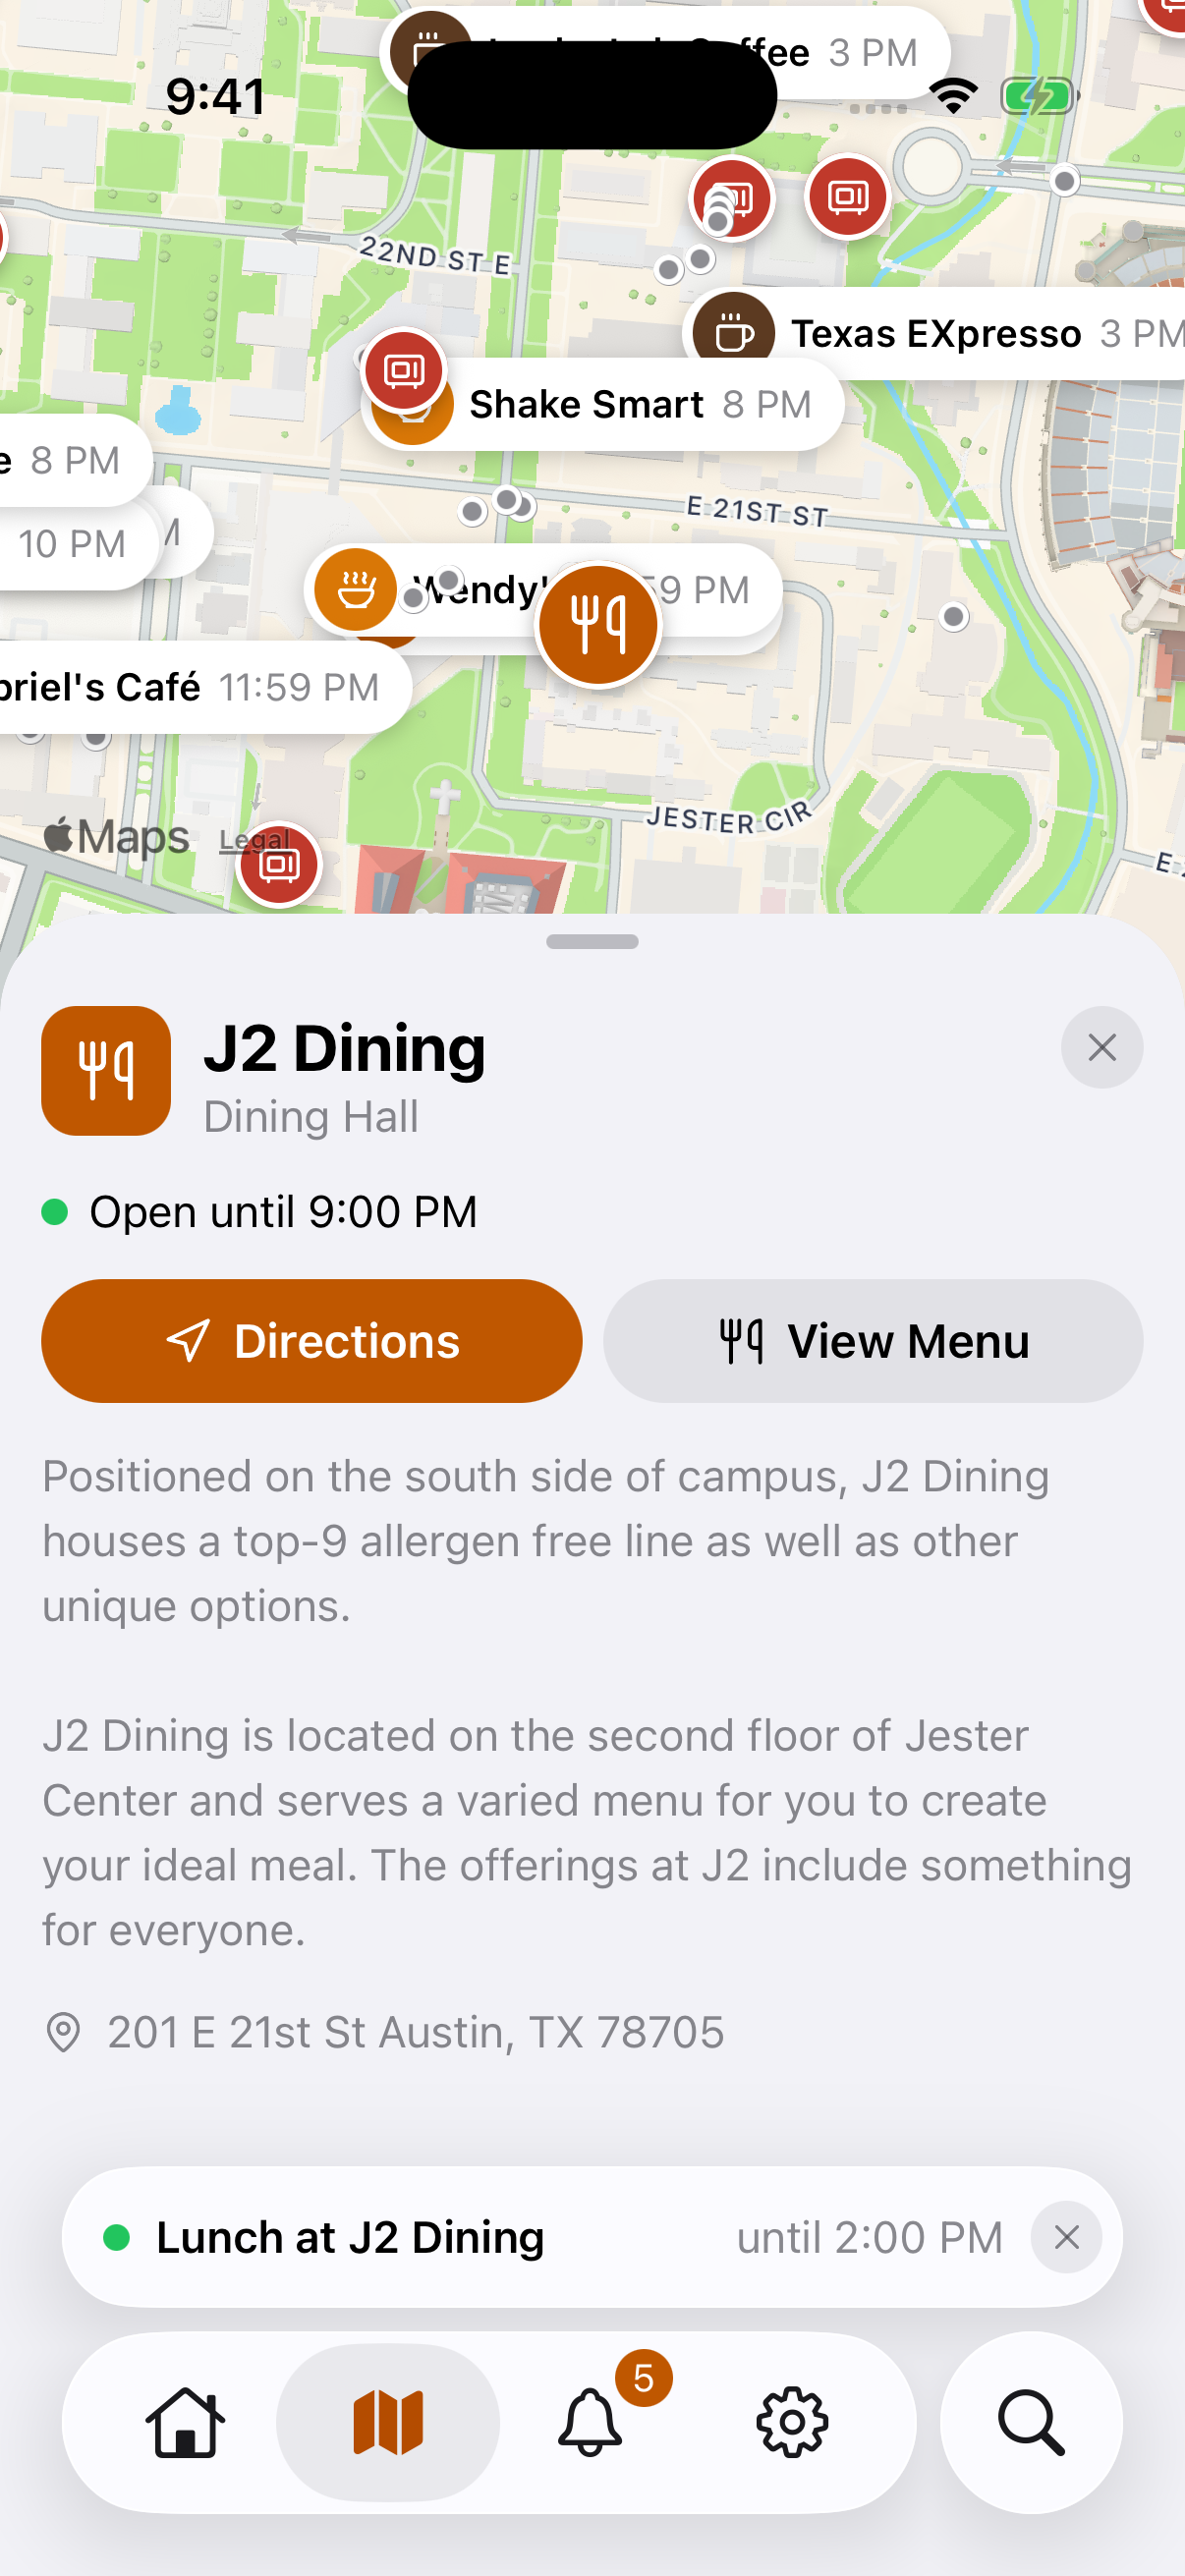 ffee 3 PM
9:41
22ND ST E
Texas EXpresso 3 PM
Shake Smart 8 PM
e 8 PM
M
10 PM
E 21ST ST
Wendy' 59 PM
briel's Café 11:59 PM
JESTER CIR
Maps Legal
E
J2 Dining
Dining Hall
Open until 9:00 PM
Directions
View Menu
Positioned on the south side of campus, J2 Dining
houses a top-9 allergen free line as well as other
unique options.
J2 Dining is located on the second floor of Jester
Center and serves a varied menu for you to create
your ideal meal. The offerings at J2 include something
for everyone.
201 E 21st St Austin, TX 78705
Lunch at J2 Dining until 2:00 PM
5